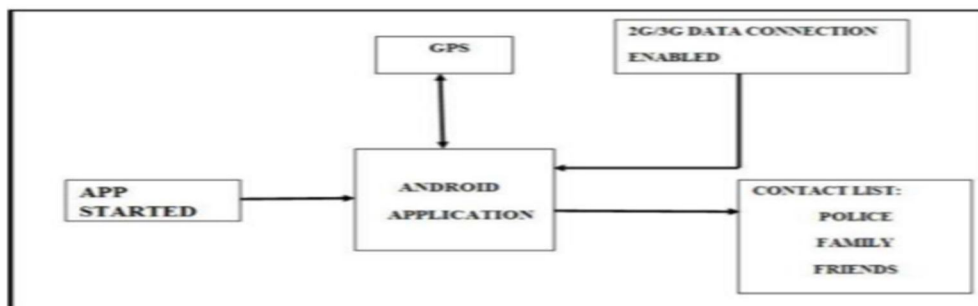 GPS
2G/3G DATA CONNECTION
ENABLED
APP
STARTED
ANDROID
APPLICATION
CONTACT LIST:
POLICE
FAMILY
FRIENDS